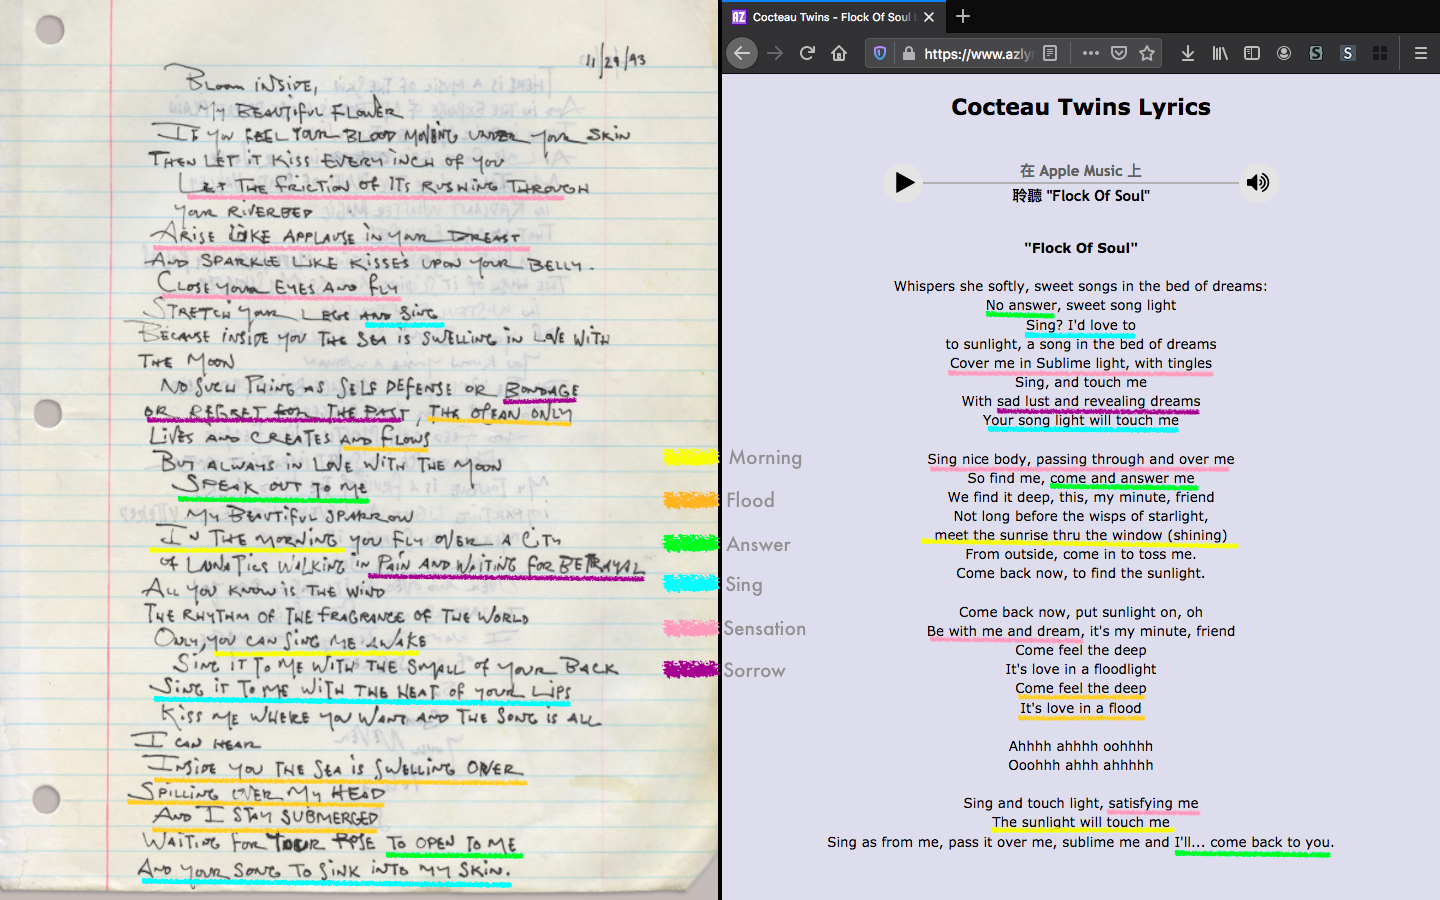 11/29/93
Bloom inside,
My beautiful flower
If you feel your blood moving under your skin
Then let it kiss every inch of you
Let the friction of its rushing through
your riverbed
Arise like applause in your breast
And sparkle like kisses upon your belly.
Close your eyes and fly
Stretch your legs and sing
Because inside you the sea is swelling in love with
the moon
No such thing as self defense or bondage
or regret for the past, the ocean only
lives and creates and flows
But always in love with the moon
Speak out to me
My beautiful sparrow
In the morning you fly over a city
of lunatics walking in pain and waiting for betrayal
All you know is the wind
The rhythm of the fragrance of the world
Only, you can sing me awake
Sing it to me with the small of your back
Sing it to me with the heat of your lips
Kiss me where you want and the song is all
I can hear
Inside you the sea is swelling over
Spilling over my head
And I stay submerged
Waiting for your rose to open to me
And your song to sink into my skin.
Morning
Flood
Answer
Sing
Sensation
Sorrow
AZ Cocteau Twins - Flock Of Soul L
https://www.azly
Cocteau Twins Lyrics
在 Apple Music 上
聆聽 "Flock Of Soul"
"Flock Of Soul"
Whispers she softly, sweet songs in the bed of dreams:
No answer, sweet song light
Sing? I'd love to
to sunlight, a song in the bed of dreams
Cover me in Sublime light, with tingles
Sing, and touch me
With sad lust and revealing dreams
Your song light will touch me
Sing nice body, passing through and over me
So find me, come and answer me
We find it deep, this, my minute, friend
Not long before the wisps of starlight,
meet the sunrise thru the window (shining)
From outside, come in to toss me.
Come back now, to find the sunlight.
Come back now, put sunlight on, oh
Be with me and dream, it's my minute, friend
Come feel the deep
It's love in a floodlight
Come feel the deep
It's love in a flood
Ahhhh ahhhh oohhhh
Ooohhh ahhh ahhhhh
Sing and touch light, satisfying me
The sunlight will touch me
Sing as from me, pass it over me, sublime me and I'll... come back to you.